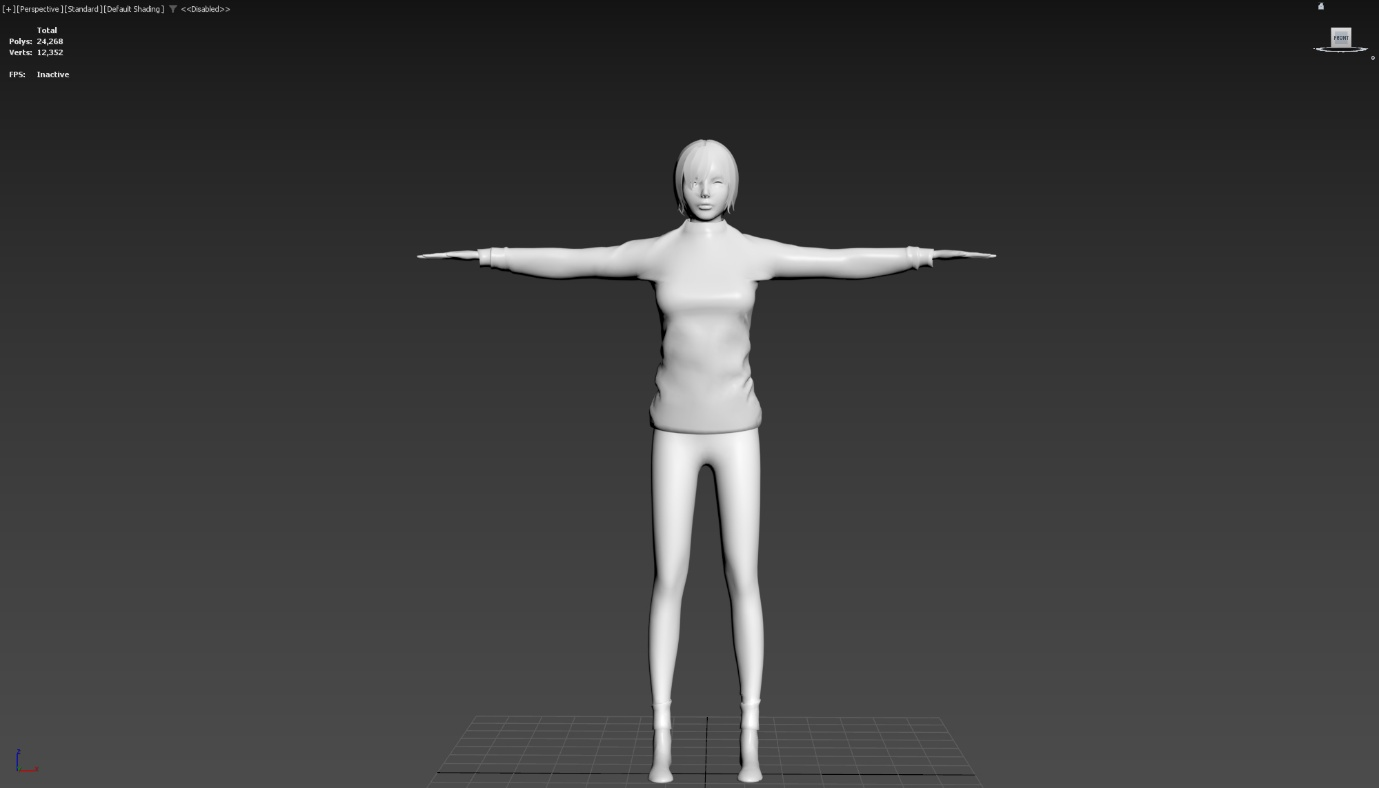 [+][Perspective][Standard][Default Shading] <<Disabled>>
Total
Polys: 24,268
Verts: 12,352
FPS: Inactive
FRONT
Z
X